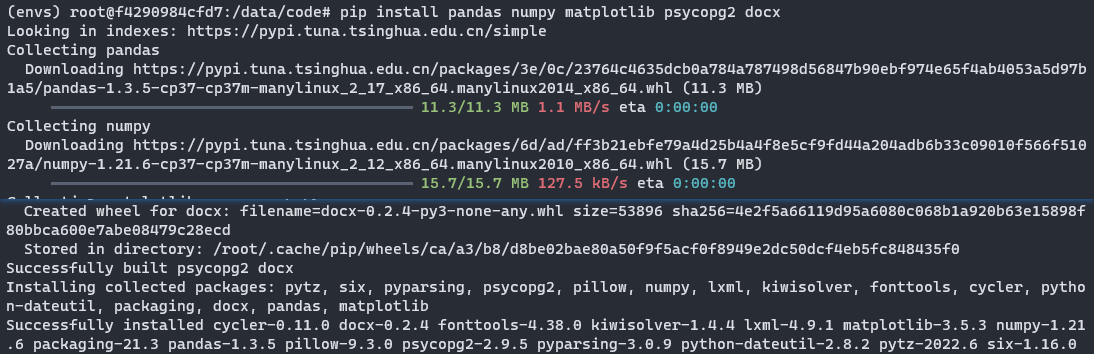 (envs) root@f4290984cfd7:/data/code# pip install pandas numpy matplotlib psycopg2 docx
Looking in indexes: https://pypi.tuna.tsinghua.edu.cn/simple
Collecting pandas
  Downloading https://pypi.tuna.tsinghua.edu.cn/packages/3e/0c/23764c4635dcb0a784a787498d56847b90ebf974e65f4ab4053a5d97b
1a5/pandas-1.3.5-cp37-cp37m-manylinux_2_17_x86_64.manylinux2014_x86_64.whl (11.3 MB)
11.3/11.3 MB 1.1 MB/s eta 0:00:00
Collecting numpy
  Downloading https://pypi.tuna.tsinghua.edu.cn/packages/6d/ad/ff3b21ebfe79a4d25b4a4f8e5cf9fd44a204adb6b33c09010f566f510
27a/numpy-1.21.6-cp37-cp37m-manylinux_2_12_x86_64.manylinux2010_x86_64.whl (15.7 MB)
15.7/15.7 MB 127.5 kB/s eta 0:00:00
  Created wheel for docx: filename=docx-0.2.4-py3-none-any.whl size=53896 sha256=4e2f5a66119d95a6080c068b1a920b63e15898f
80bbca600e7abe08479c28ecd
  Stored in directory: /root/.cache/pip/wheels/ca/a3/b8/d8be02bae80a50f9f5acf0f8949e2dc50dcf4eb5fc848435f0
Successfully built psycopg2 docx
Installing collected packages: pytz, six, pyparsing, psycopg2, pillow, numpy, lxml, kiwisolver, fonttools, cycler, pytho
n-dateutil, packaging, docx, pandas, matplotlib
Successfully installed cycler-0.11.0 docx-0.2.4 fonttools-4.38.0 kiwisolver-1.4.4 lxml-4.9.1 matplotlib-3.5.3 numpy-1.21
.6 packaging-21.3 pandas-1.3.5 pillow-9.3.0 psycopg2-2.9.5 pyparsing-3.0.9 python-dateutil-2.8.2 pytz-2022.6 six-1.16.0